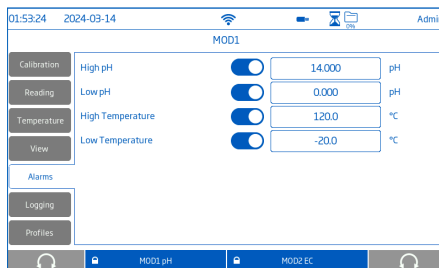 01:53:24 2024-03-14 0% Admi
MOD1
Calibration
Reading
Temperature
View
Alarms
Logging
Profiles
High pH 14.000 pH
Low pH 0.000 pH
High Temperature 120.0 °C
Low Temperature -20.0 °C
MOD1 pH MOD2 EC